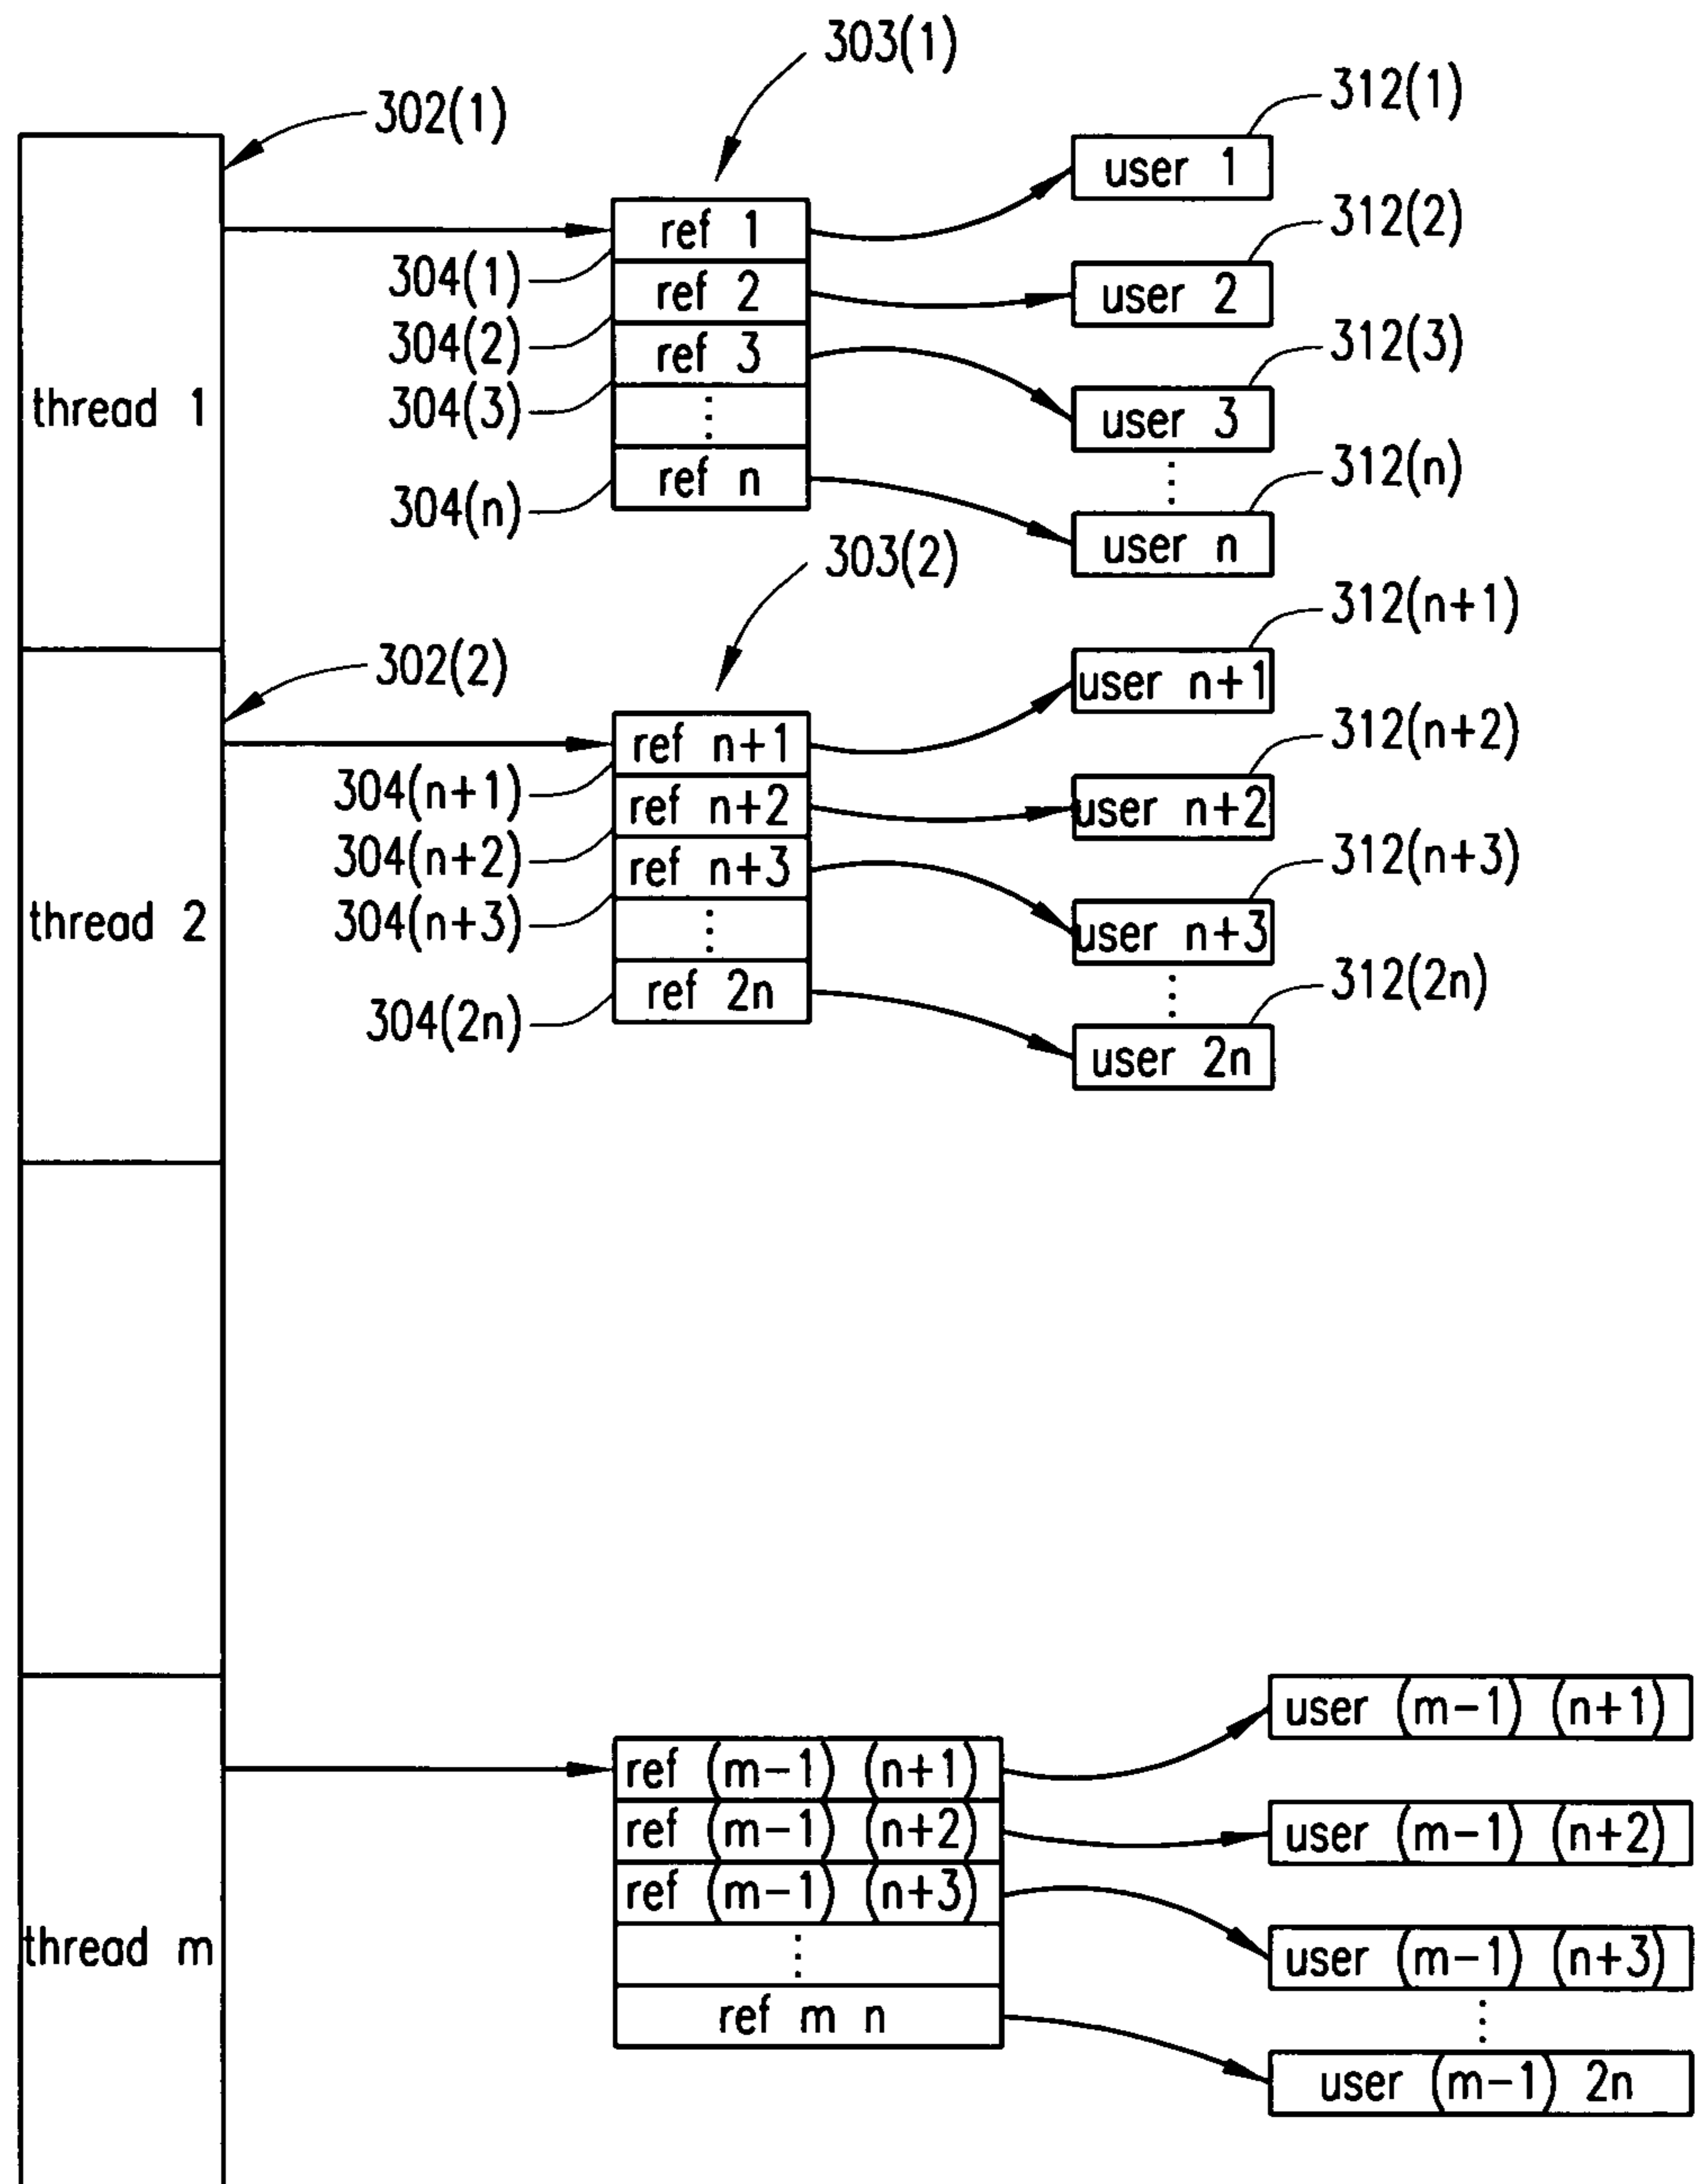 303(1)
312(1)
302(1)
user 1
312(2)
ref 1
304(1)
ref 2
user 2
304(2)
ref 3
312(3)
thread 1
304(3)
user 3
⋮
⋮
312(n)
ref n
304(n)
user n
303(2)
312(n+1)
302(2)
user n+1
312(n+2)
ref n+1
304(n+1)
ref n+2
user n+2
304(n+2)
ref n+3
312(n+3)
thread 2
304(n+3)
user n+3
⋮
⋮
312(2n)
ref 2n
304(2n)
user 2n
user (m-1) (n+1)
ref (m-1) (n+1)
ref (m-1) (n+2)
user (m-1) (n+2)
ref (m-1) (n+3)
thread m
user (m-1) (n+3)
⋮
⋮
ref m n
user (m-1) 2n